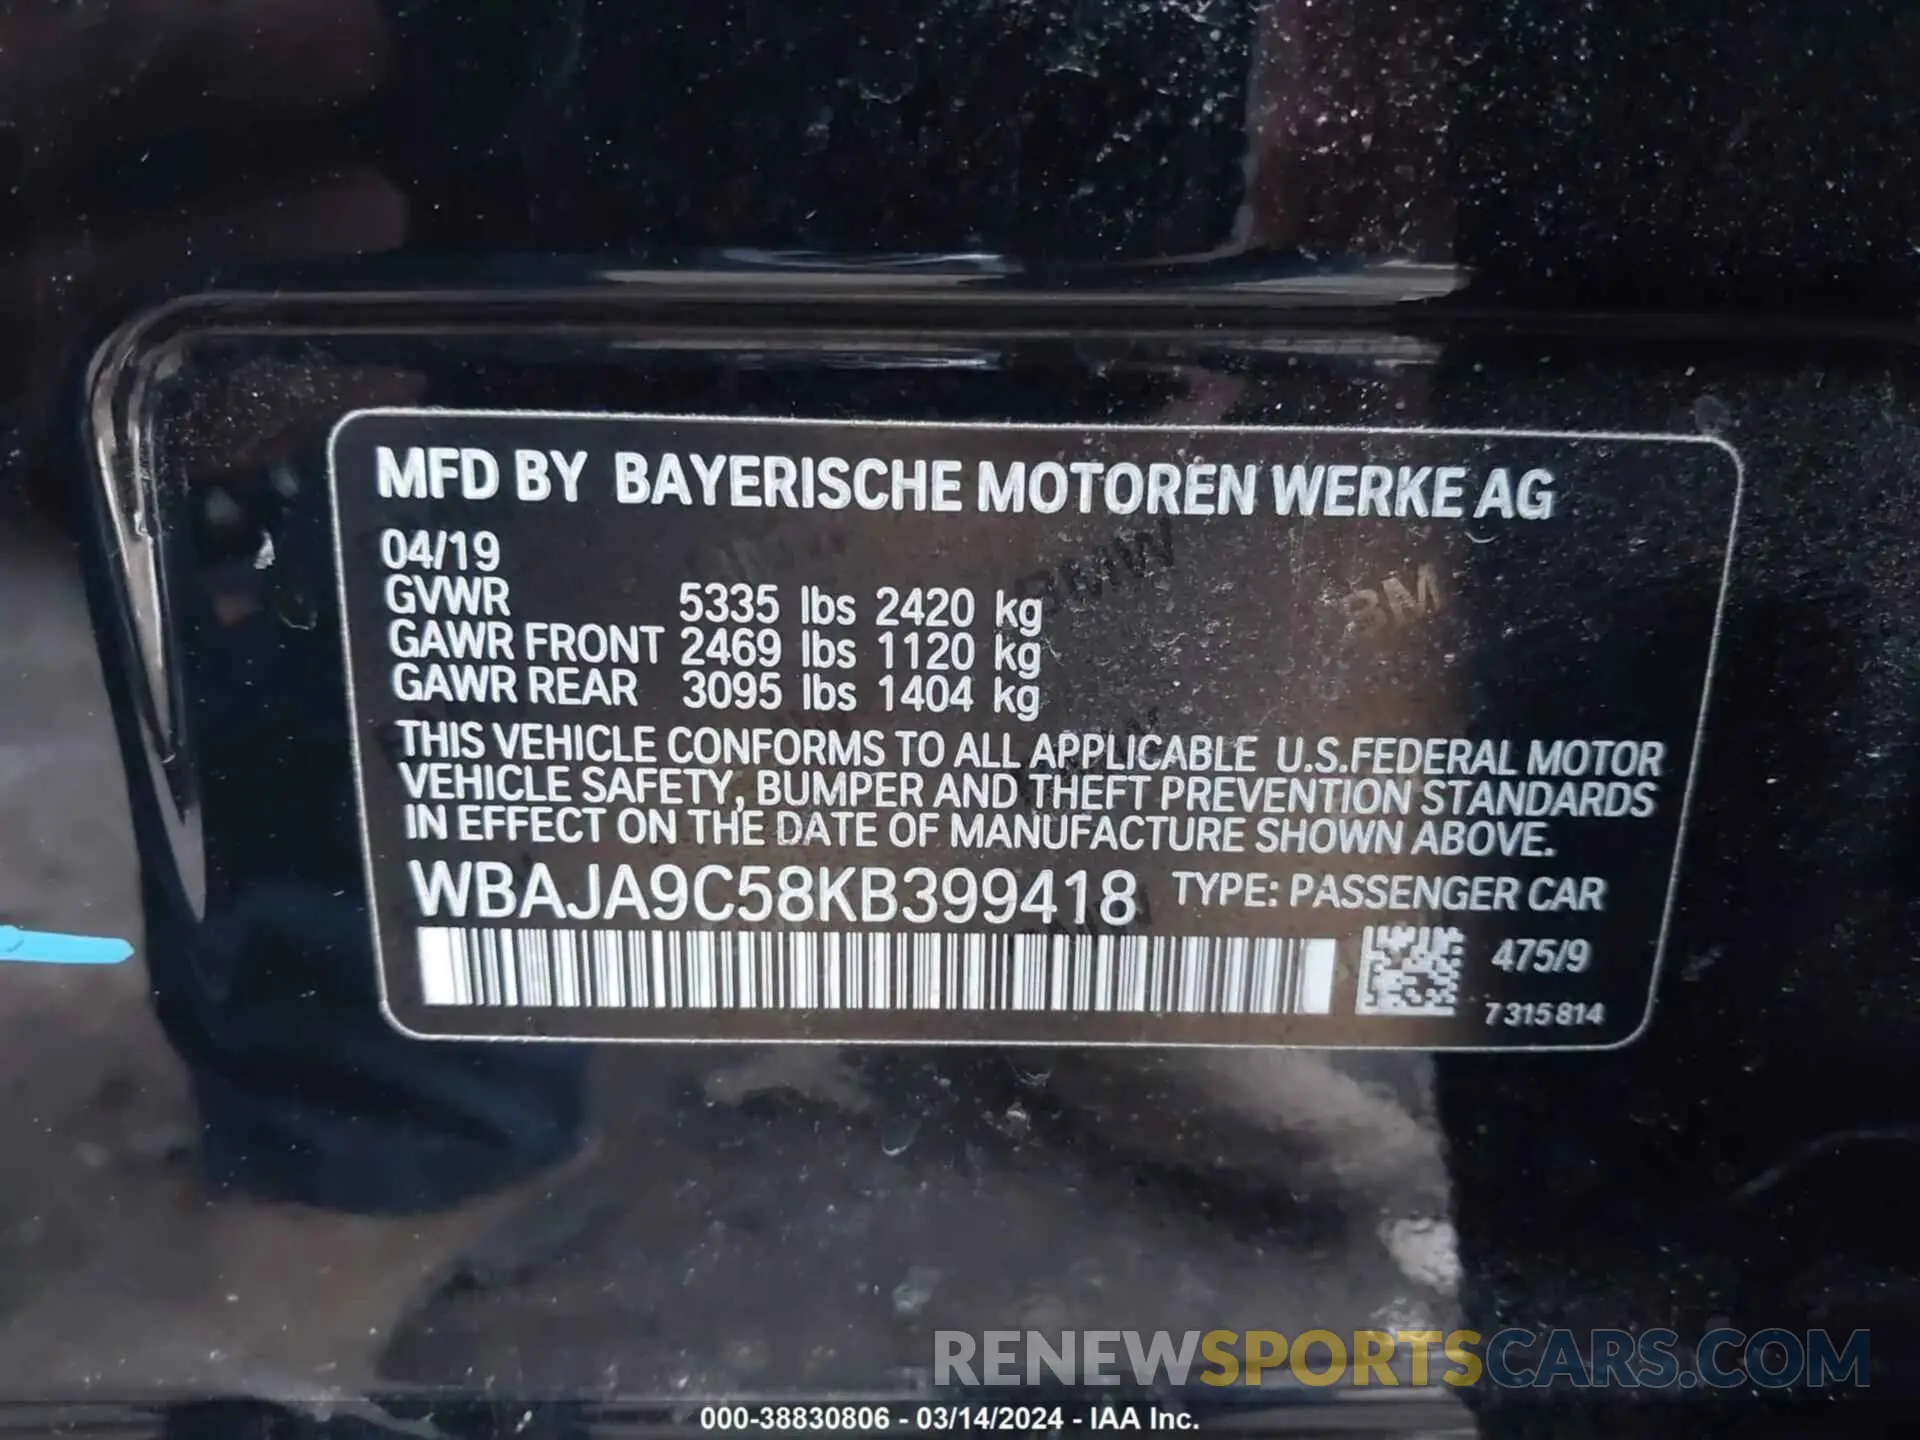 MFD BY BAYERISCHE MOTOREN WERKE AG
04/19
GVWR 5335 lbs 2420 kg
GAWR FRONT 2469 lbs 1120 kg
GAWR REAR 3095 lbs 1404 kg
THIS VEHICLE CONFORMS TO ALL APPLICABLE U.S.FEDERAL MOTOR
VEHICLE SAFETY, BUMPER AND THEFT PREVENTION STANDARDS
IN EFFECT ON THE DATE OF MANUFACTURE SHOWN ABOVE.
WBAJA9C58KB399418 TYPE: PASSENGER CAR
475/9
7 315 814
RENEWSPORTSCARS.COM
000-38830806 - 03/14/2024 - IAA Inc.